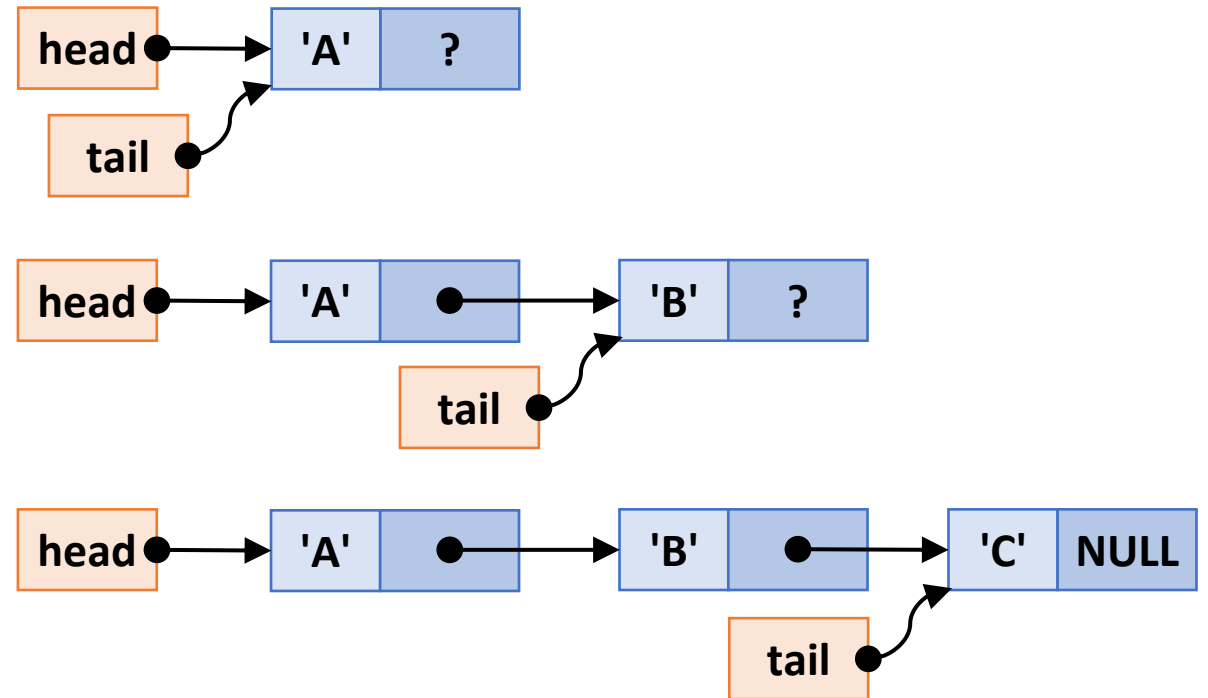 head 'A' ?
tail
head 'A' 'B' ?
tail
head 'A' 'B' 'C' NULL
tail